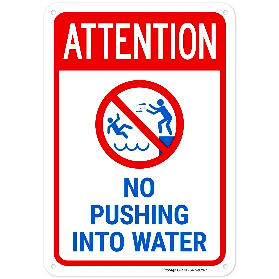 ATTENTION
NO
PUSHING
INTO WATER